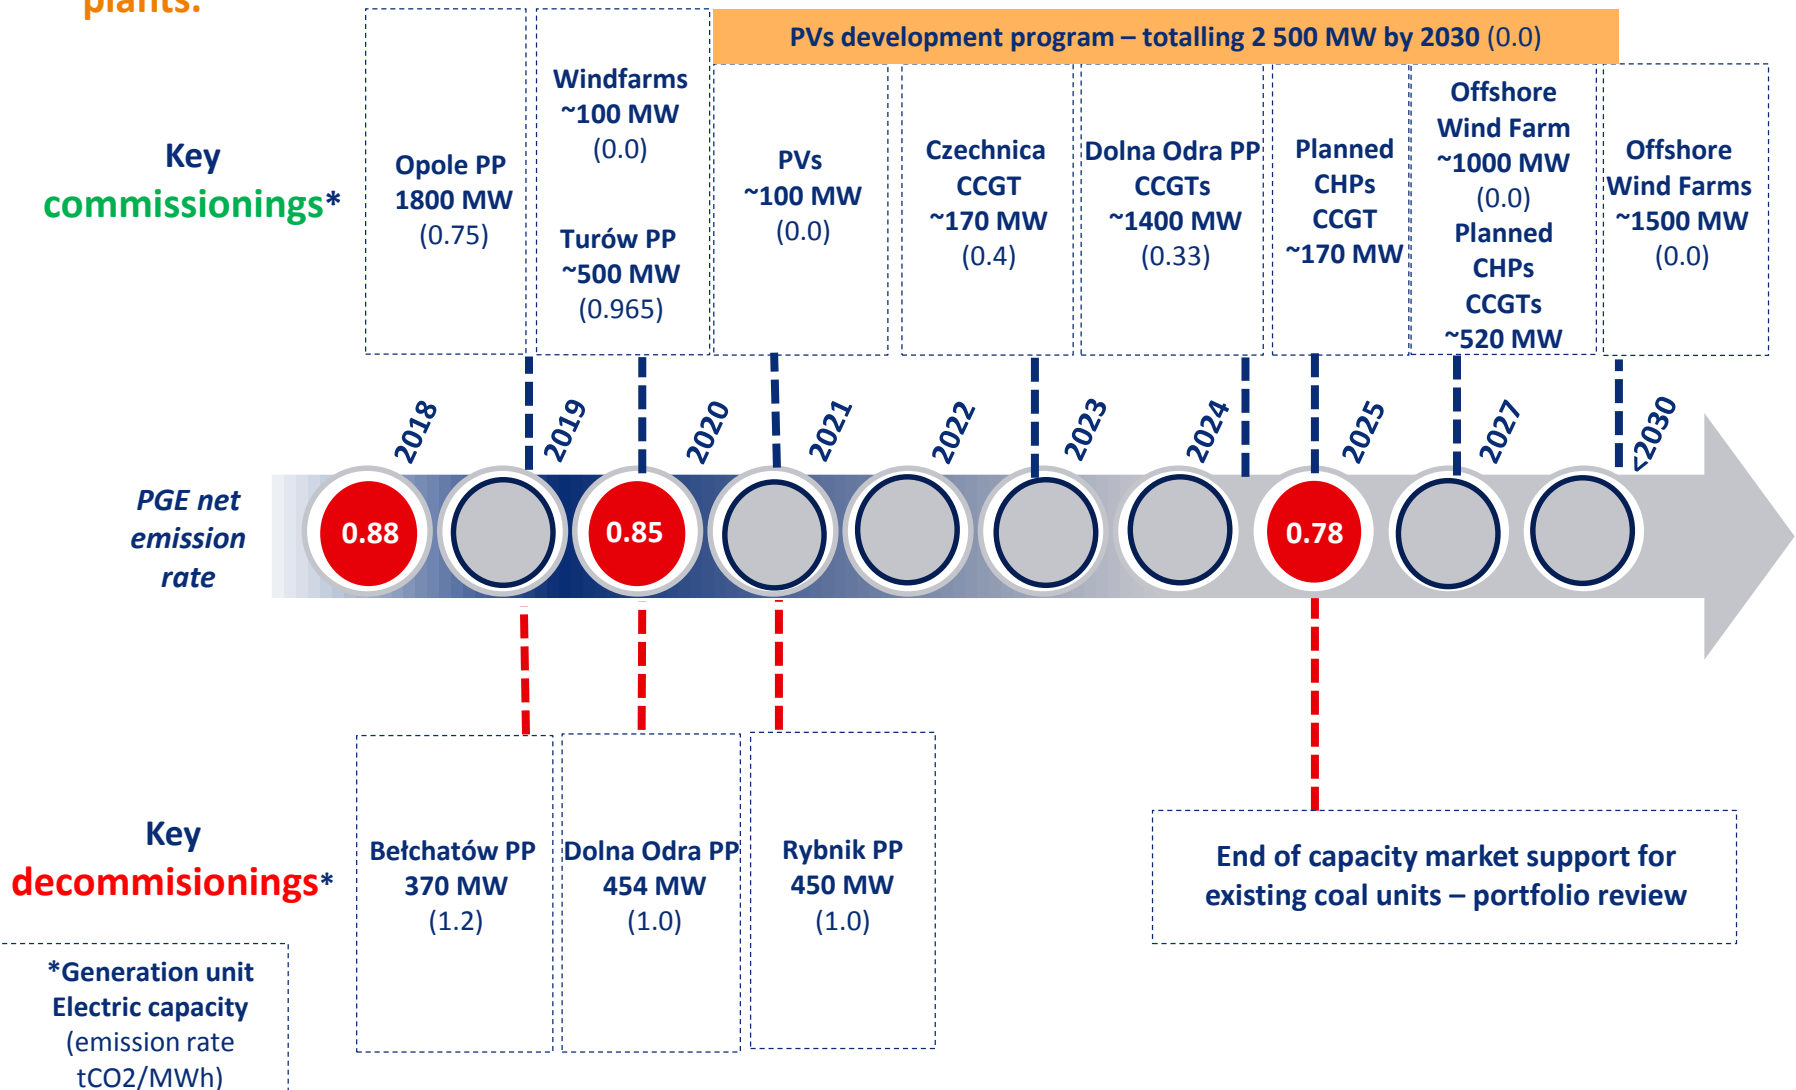 plants.
PVs development program – totalling 2 500 MW by 2030 (0.0)
Key
commissionings*
Opole PP
1800 MW
(0.75)
Windfarms
~100 MW
(0.0)
Turów PP
~500 MW
(0.965)
PVs
~100 MW
(0.0)
Czechnica
CCGT
~170 MW
(0.4)
Dolna Odra PP
CCGTs
~1400 MW
(0.33)
Planned
CHPs
CCGT
~170 MW
Offshore
Wind Farm
~1000 MW
(0.0)
Planned
CHPs
CCGTs
~520 MW
Offshore
Wind Farms
~1500 MW
(0.0)
2018
2019
2020
2021
2022
2023
2024
2025
2027
<2030
PGE net
emission
rate
0.88
0.85
0.78
Key
decommisionings*
Bełchatów PP
370 MW
(1.2)
Dolna Odra PP
454 MW
(1.0)
Rybnik PP
450 MW
(1.0)
End of capacity market support for
existing coal units – portfolio review
*Generation unit
Electric capacity
(emission rate
tCO2/MWh)